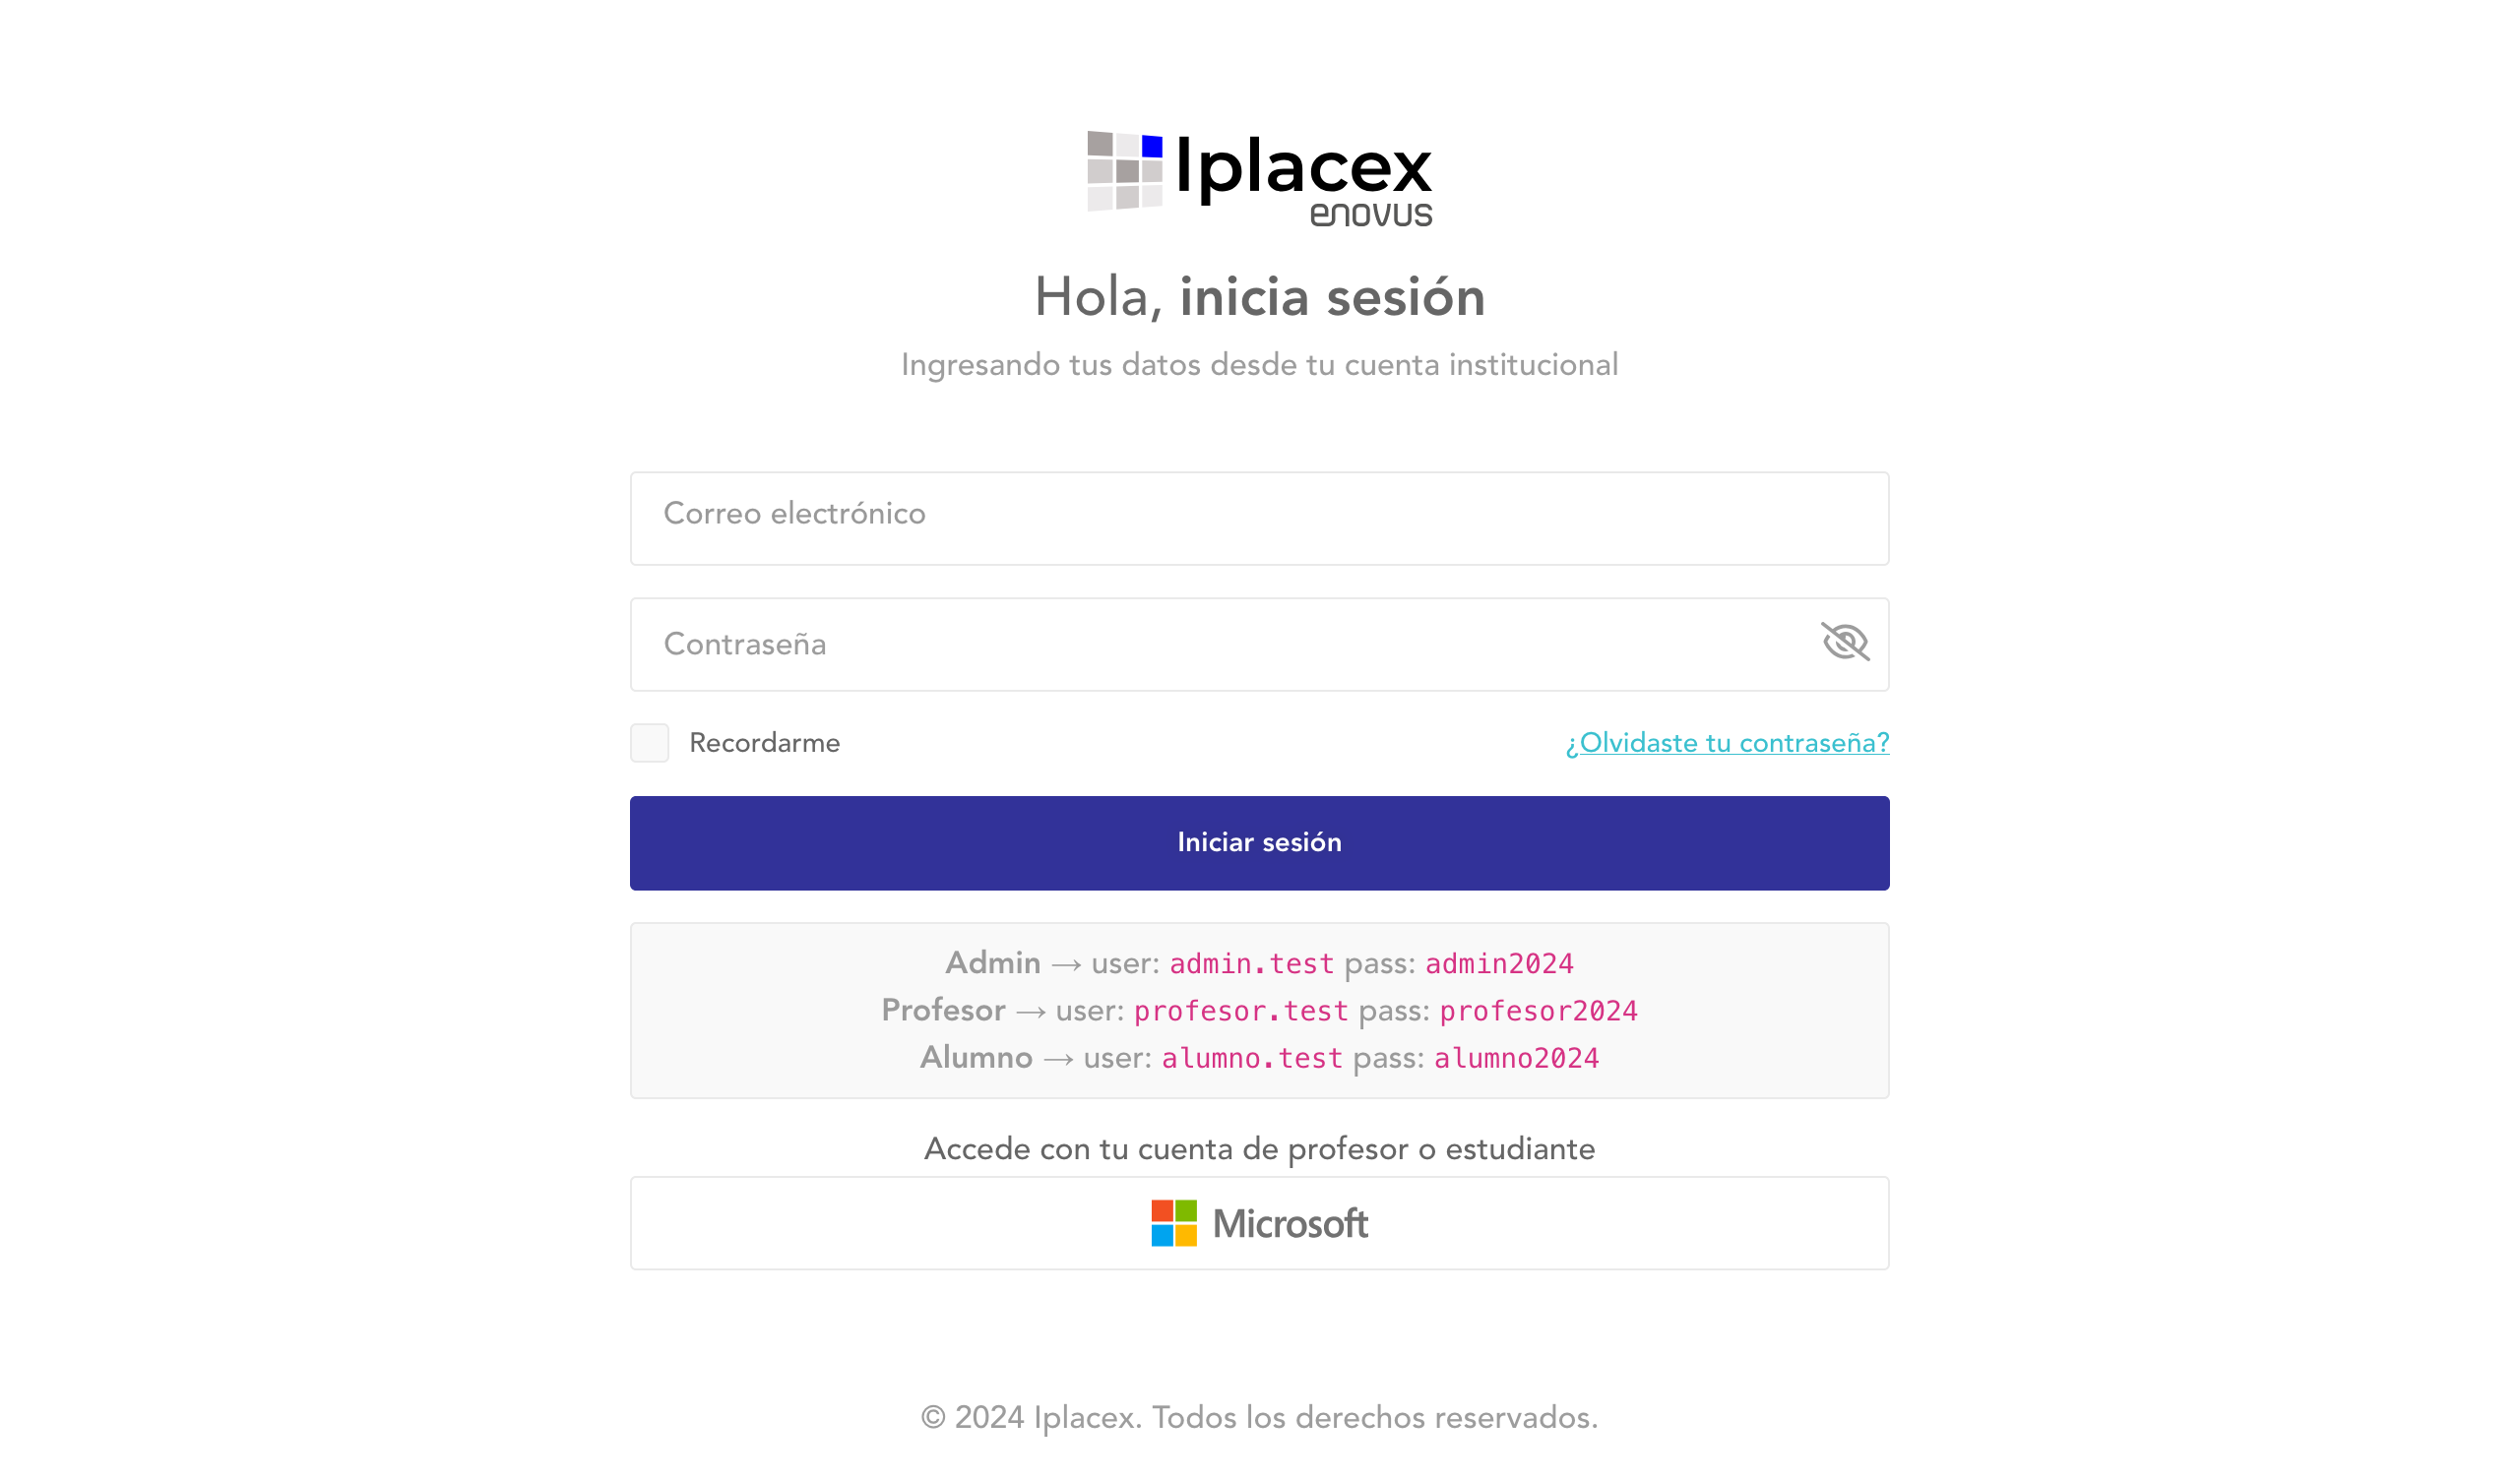 Iplacex
enovus
Hola, inicia sesión
Ingresando tus datos desde tu cuenta institucional
Correo electrónico
Contraseña
Recordarme
¿Olvidaste tu contraseña?
Iniciar sesión
Admin → user: admin.test pass: admin2024
Profesor → user: profesor.test pass: profesor2024
Alumno → user: alumno.test pass: alumno2024
Accede con tu cuenta de profesor o estudiante
Microsoft
© 2024 Iplacex. Todos los derechos reservados.